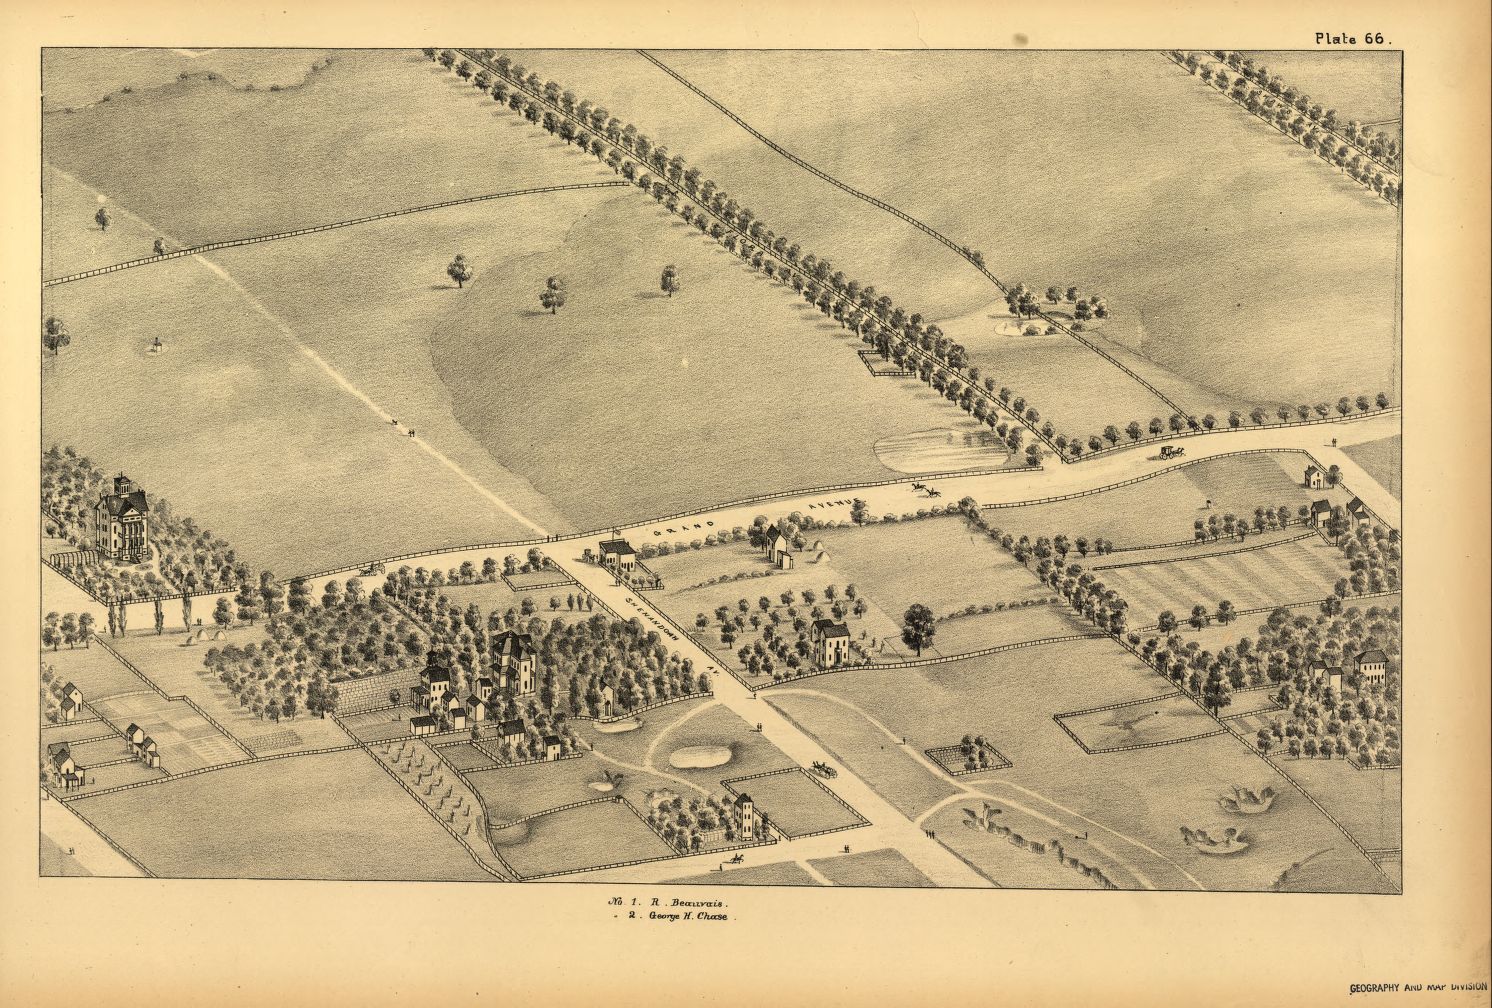 Plate 66.
GRAND AVENUE
SHENANDOAH AV.
No. 1. R. Beauvais.
" 2. George H. Chase.
GEOGRAPHY AND MAP DIVISION